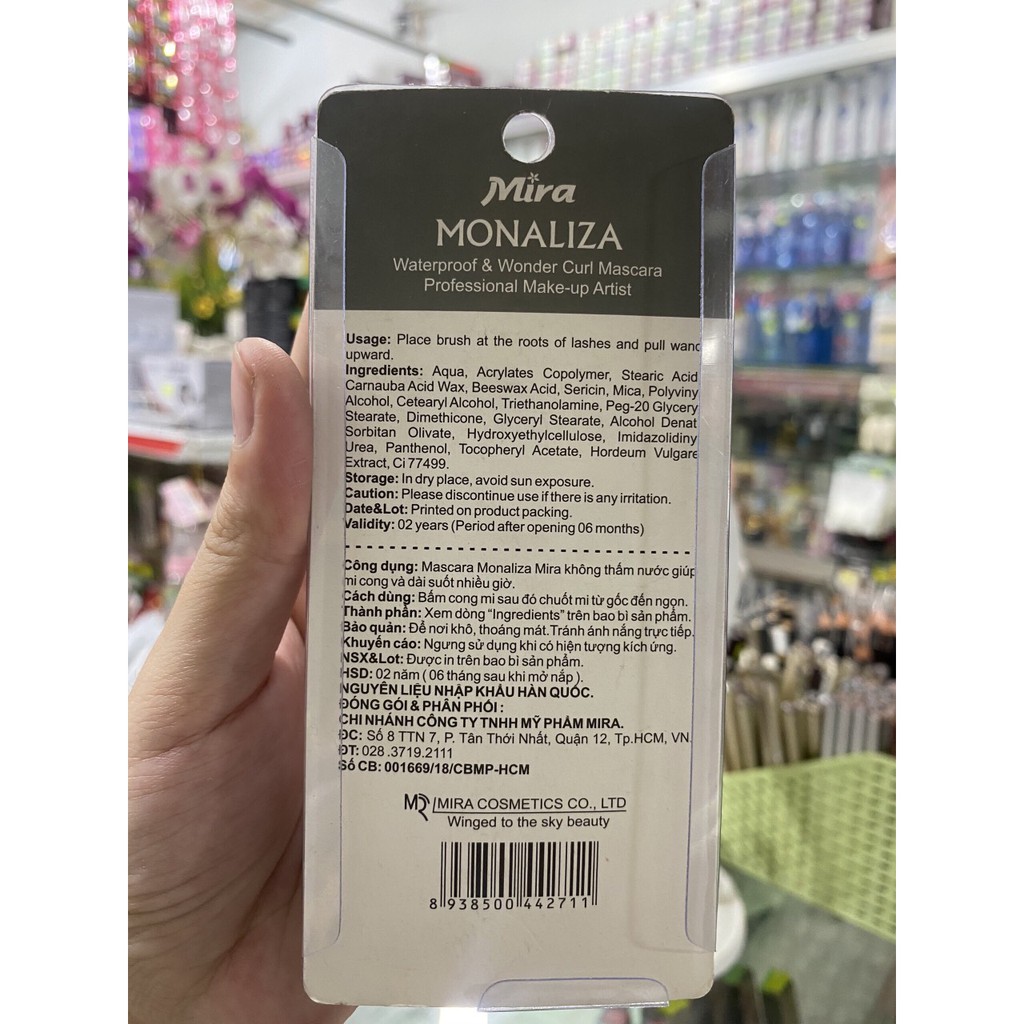 Mira
MONALIZA
Waterproof & Wonder Curl Mascara
Professional Make-up Artist
Usage: Place brush at the roots of lashes and pull wand
upward.
Ingredients: Aqua, Acrylates Copolymer, Stearic Acid
Carnauba Acid Wax, Beeswax Acid, Sericin, Mica, Polyviny
Alcohol, Cetearyl Alcohol, Triethanolamine, Peg-20 Glycery
Stearate, Dimethicone, Glyceryl Stearate, Alcohol Denat
Sorbitan Olivate, Hydroxyethylcellulose, Imidazolidiny
Urea, Panthenol, Tocopheryl Acetate, Hordeum Vulgare
Extract, Ci 77499.
Storage: In dry place, avoid sun exposure.
Caution: Please discontinue use if there is any irritation.
Date&Lot: Printed on product packing.
Validity: 02 years (Period after opening 06 months)
Công dụng: Mascara Monaliza Mira không thấm nước giúp
mi cong và dài suốt nhiều giờ.
Cách dùng: Bấm cong mi sau đó chuốt mi từ gốc đến ngọn.
Thành phần: Xem dòng "Ingredients" trên bao bì sản phẩm.
Bảo quản: Để nơi khô, thoáng mát.Tránh ánh nắng trực tiếp.
Khuyến cáo: Ngưng sử dụng khi có hiện tượng kích ứng.
NSX&Lot: Được in trên bao bì sản phẩm.
HSD: 02 năm ( 06 tháng sau khi mở nắp ).
NGUYÊN LIỆU NHẬP KHẨU HÀN QUỐC.
ĐÓNG GÓI & PHÂN PHỐI :
CHI NHÁNH CÔNG TY TNHH MỸ PHẨM MIRA.
ĐC: Số 8 TTN 7, P. Tân Thới Nhất, Quận 12, Tp.HCM, VN
ĐT: 028 .3719.2111
Số CB: 001669/18/CBMP-HCM
MR MIRA COSMETICS CO., LTD
Winged to the sky beauty
8 938500 442711